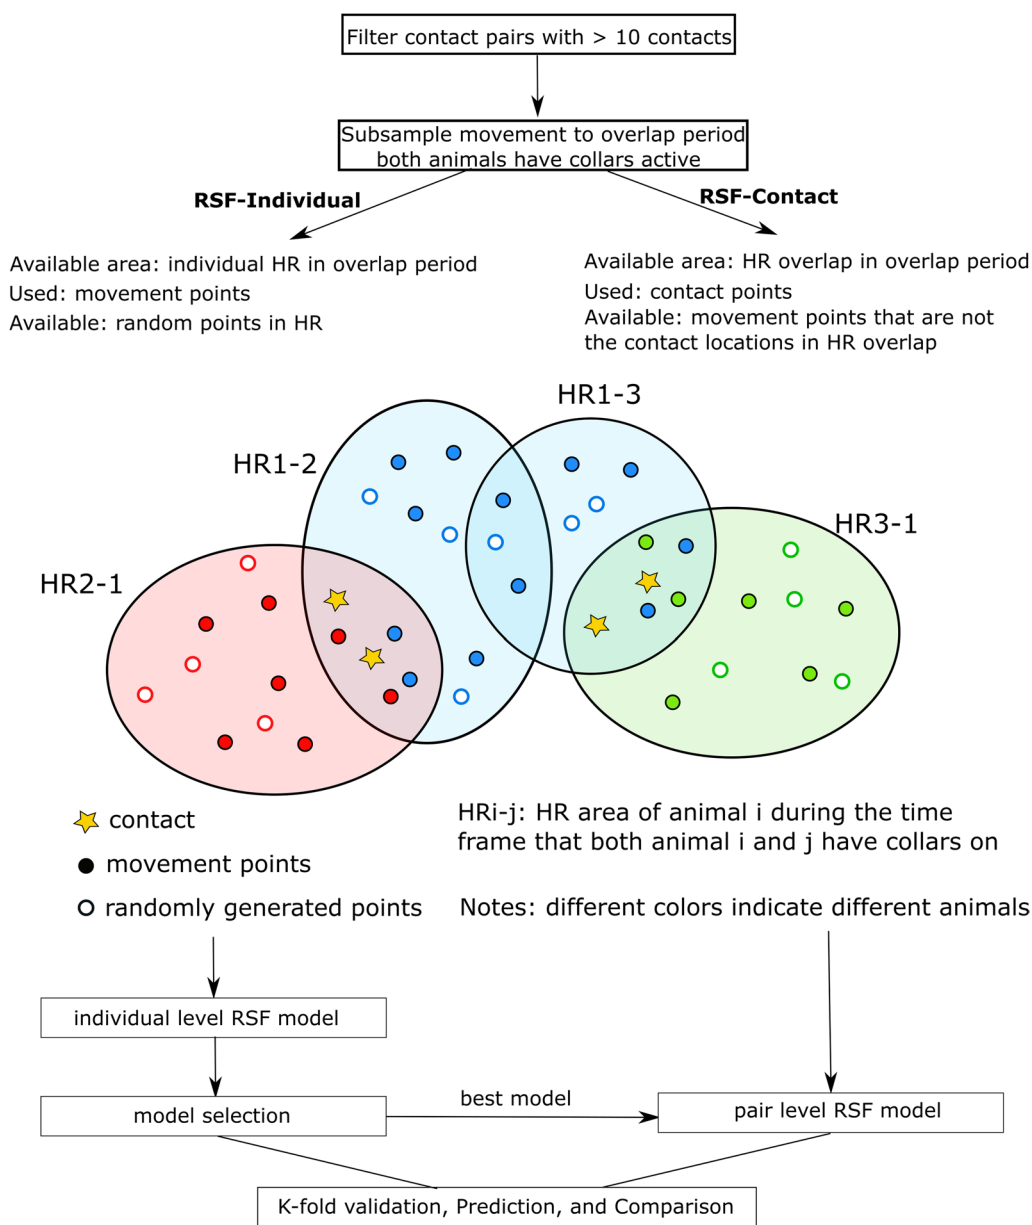 Filter contact pairs with > 10 contacts
Subsample movement to overlap period
both animals have collars active
RSF-Individual
RSF-Contact
Available area: individual HR in overlap period
Used: movement points
Available: random points in HR
Available area: HR overlap in overlap period
Used: contact points
Available: movement points that are not
the contact locations in HR overlap
HR1-3
HR1-2
HR3-1
HR2-1
contact
movement points
randomly generated points
HRi-j: HR area of animal i during the time
frame that both animal i and j have collars on
Notes: different colors indicate different animals
individual level RSF model
model selection
best model
pair level RSF model
K-fold validation, Prediction, and Comparison